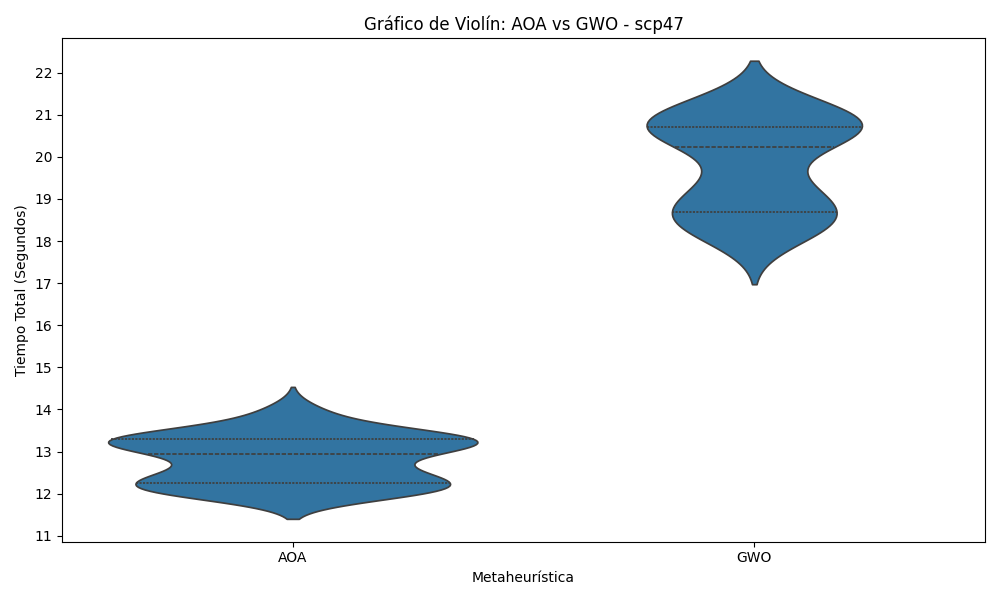 Gráfico de Violín: AOA vs GWO - scp47
Tiempo Total (Segundos)
22
21
20
19
18
17
16
15
14
13
12
11
AOA
GWO
Metaheurística